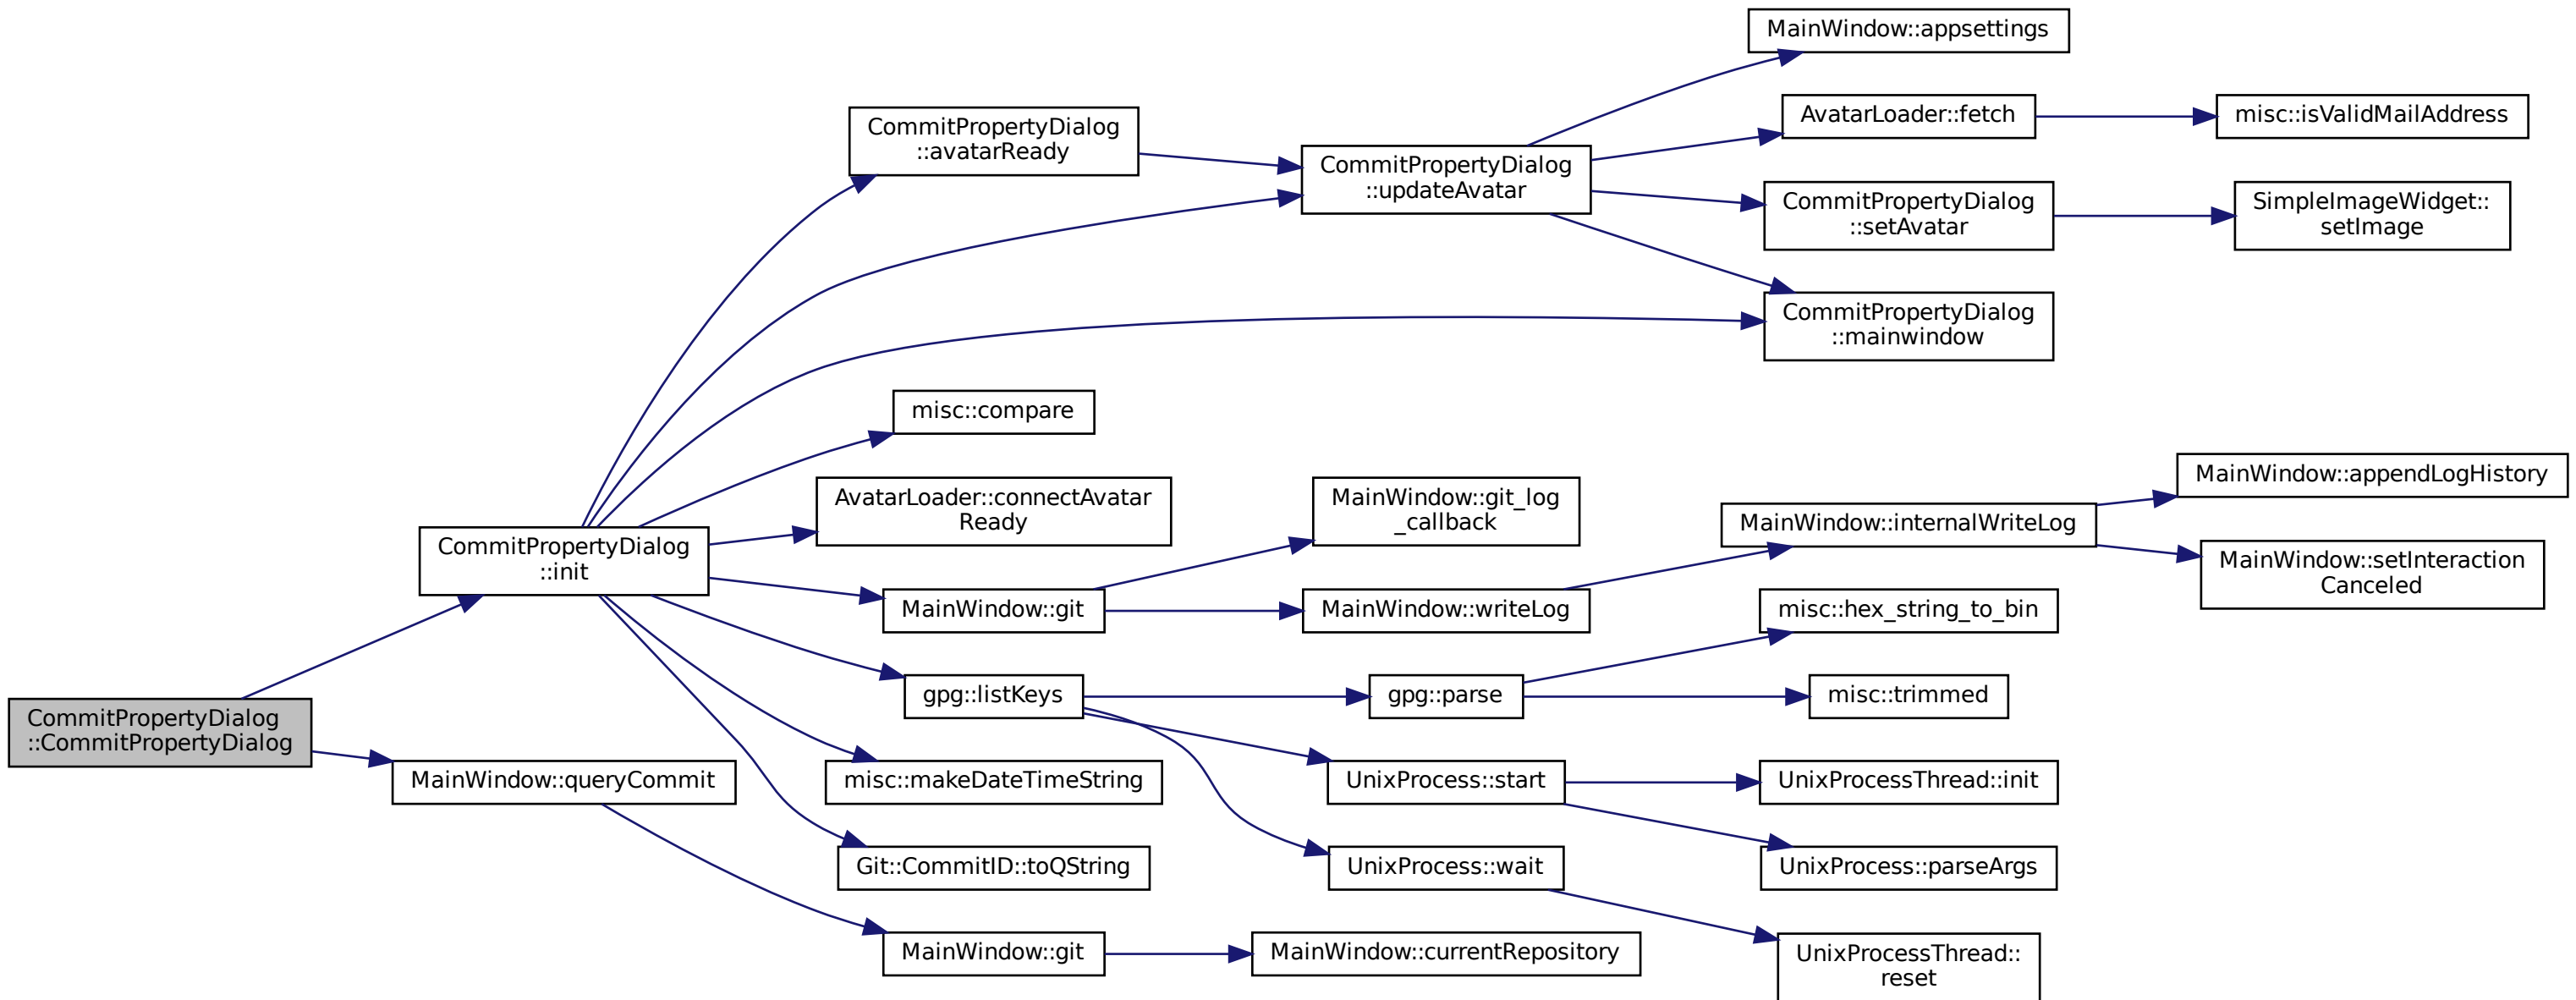 MainWindow::appsettings
AvatarLoader::fetch
misc::isValidMailAddress
CommitPropertyDialog
::avatarReady
CommitPropertyDialog
::updateAvatar
CommitPropertyDialog
::setAvatar
SimpleImageWidget::
setImage
CommitPropertyDialog
::mainwindow
misc::compare
AvatarLoader::connectAvatar
Ready
MainWindow::git_log
_callback
MainWindow::appendLogHistory
MainWindow::internalWriteLog
MainWindow::setInteraction
Canceled
CommitPropertyDialog
::init
MainWindow::git
MainWindow::writeLog
misc::hex_string_to_bin
gpg::listKeys
gpg::parse
misc::trimmed
CommitPropertyDialog
::CommitPropertyDialog
MainWindow::queryCommit
misc::makeDateTimeString
UnixProcess::start
UnixProcessThread::init
Git::CommitID::toQString
UnixProcess::wait
UnixProcess::parseArgs
MainWindow::git
MainWindow::currentRepository
UnixProcessThread::
reset